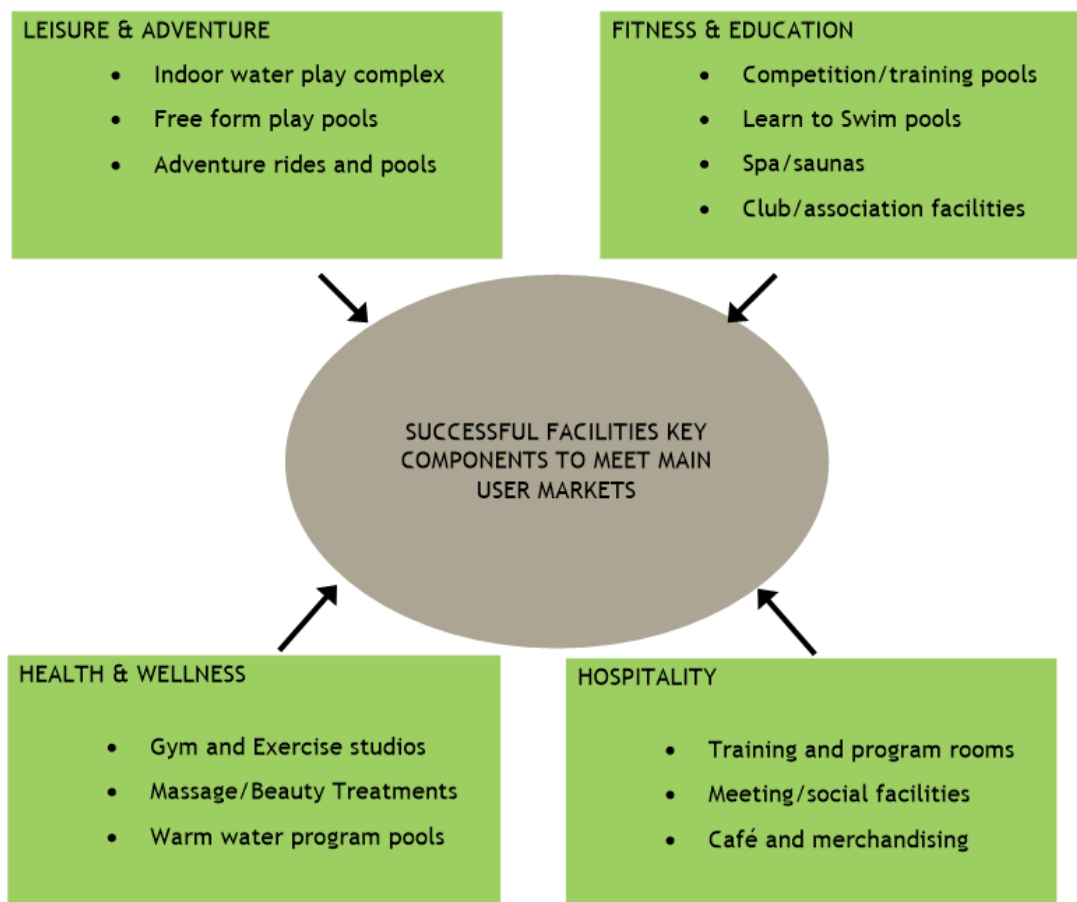 LEISURE & ADVENTURE
• Indoor water play complex
• Free form play pools
• Adventure rides and pools
FITNESS & EDUCATION
• Competition/training pools
• Learn to Swim pools
• Spa/saunas
• Club/association facilities
SUCCESSFUL FACILITIES KEY
COMPONENTS TO MEET MAIN
USER MARKETS
HEALTH & WELLNESS
• Gym and Exercise studios
• Massage/Beauty Treatments
• Warm water program pools
HOSPITALITY
• Training and program rooms
• Meeting/social facilities
• Café and merchandising